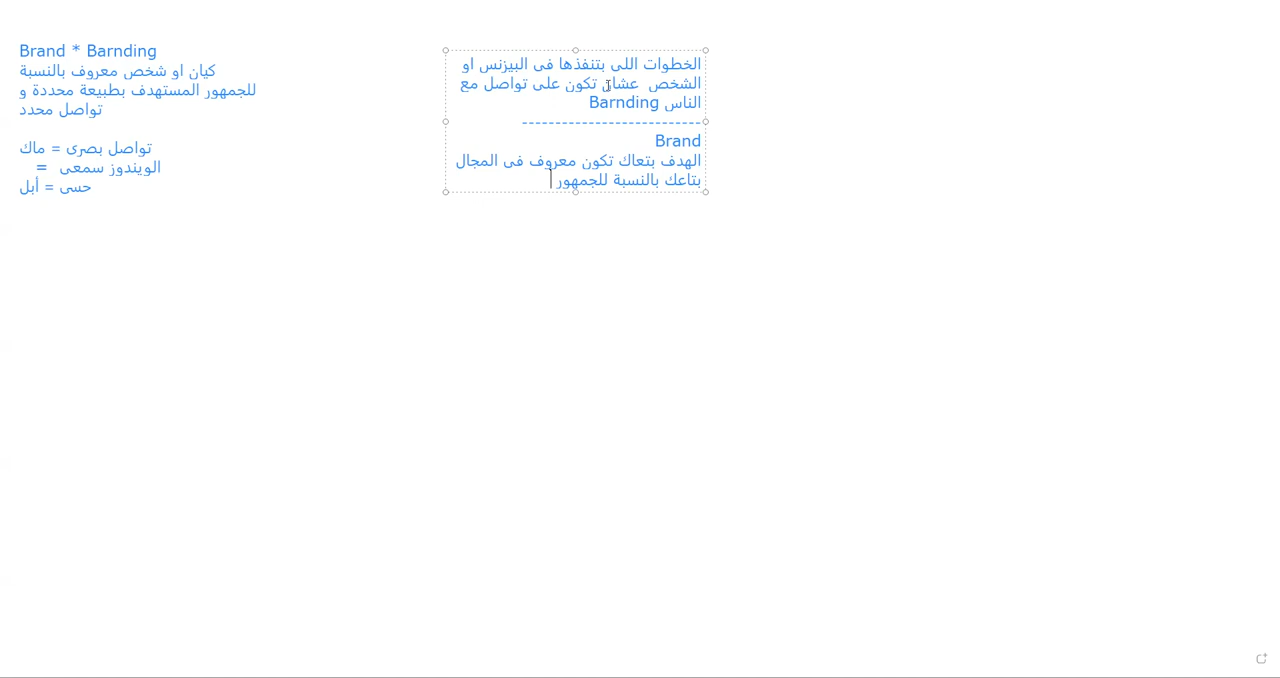 Brand * Barnding
كيان او شخص معروف بالنسبة
للجمهور المستهدف بطبيعة محددة و
تواصل محدد
تواصل بصرى = ماك
الويندوز سمعى =
حسى = أبل
الخطوات اللى بتنفذها فى البيزنس او
الشخص عشان تكون على تواصل مع
الناس Barnding
---------------------------
Brand
الهدف بتعاك تكون معروف فى المجال
بتاعك بالنسبة للجمهور